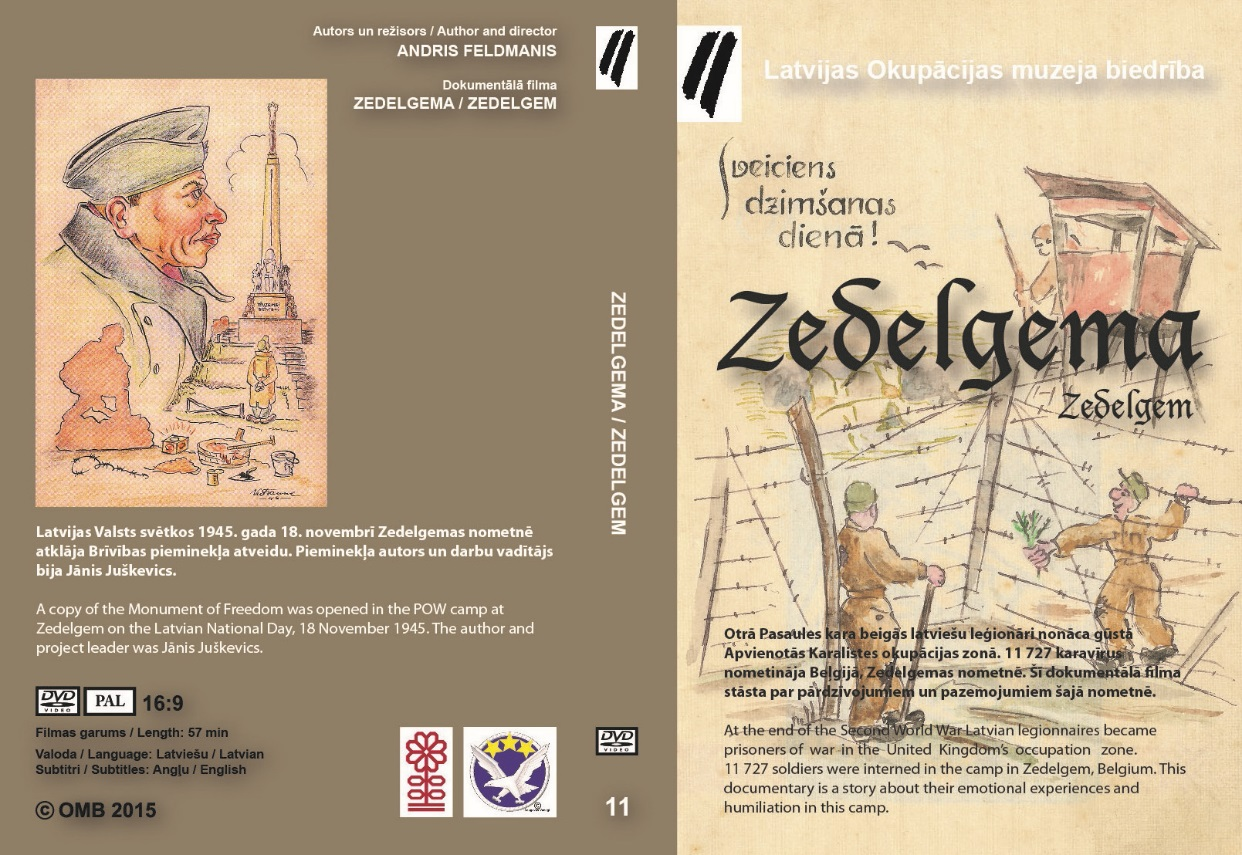 Autors un režisors / Author and director
ANDRIS FELDMANIS
Dokumentālā filma
ZEDELGEMA / ZEDELGEM
Latvijas Valsts svētkos 1945. gada 18. novembrī Zedelgemas nometnē
atklāja Brīvības pieminekļa atveidu. Pieminekļa autors un darbu vadītājs
bija Jānis Juškevics.
A copy of the Monument of Freedom was opened in the POW camp at
Zedelgem on the Latvian National Day, 18 November 1945. The author and
project leader was Jānis Juškevics.
DVD VIDEO PAL 16:9
Filmas garums / Length: 57 min
Valoda / Language: Latviešu / Latvian
Subtitri / Subtitles: Angļu / English
© OMB 2015
ZEDELGEMA / ZEDELGEM
DVD VIDEO
11
Latvijas Okupācijas muzeja biedrība
Sveiciens
dzimšanas
dienā!
Zedelgema
Zedelgem
Otrā Pasaules kara beigās latviešu leģionāri nonāca gūstā
Apvienotās Karalistes okupācijas zonā. 11 727 karavīrus
nometināja Beļģijā, Zedelgemas nometnē. Šī dokumentālā filma
stāsta par pārdzīvojumiem un pazemojumiem šajā nometnē.
At the end of the Second World War Latvian legionnaires became
prisoners of war in the United Kingdom's occupation zone.
11 727 soldiers were interned in the camp in Zedelgem, Belgium. This
documentary is a story about their emotional experiences and
humiliation in this camp.